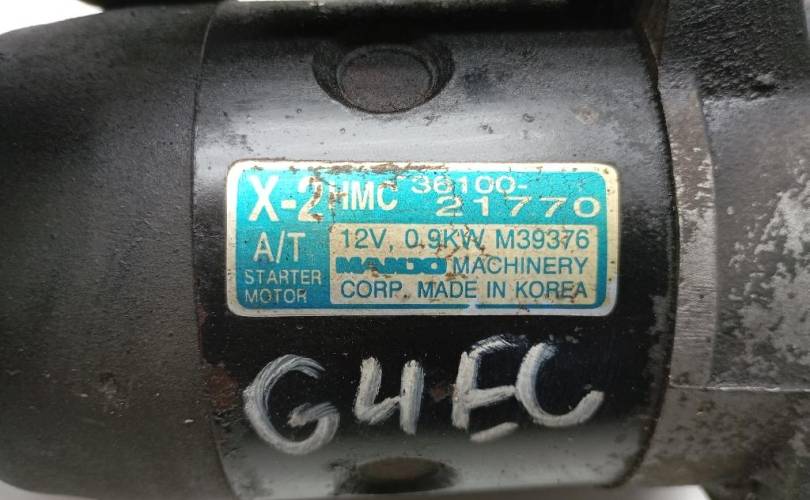 X-2 HMC 36100-
21770
A/T
STARTER
MOTOR
12V, 0.9KW, M39376
MANDO MACHINERY
CORP. MADE IN KOREA
G4EC